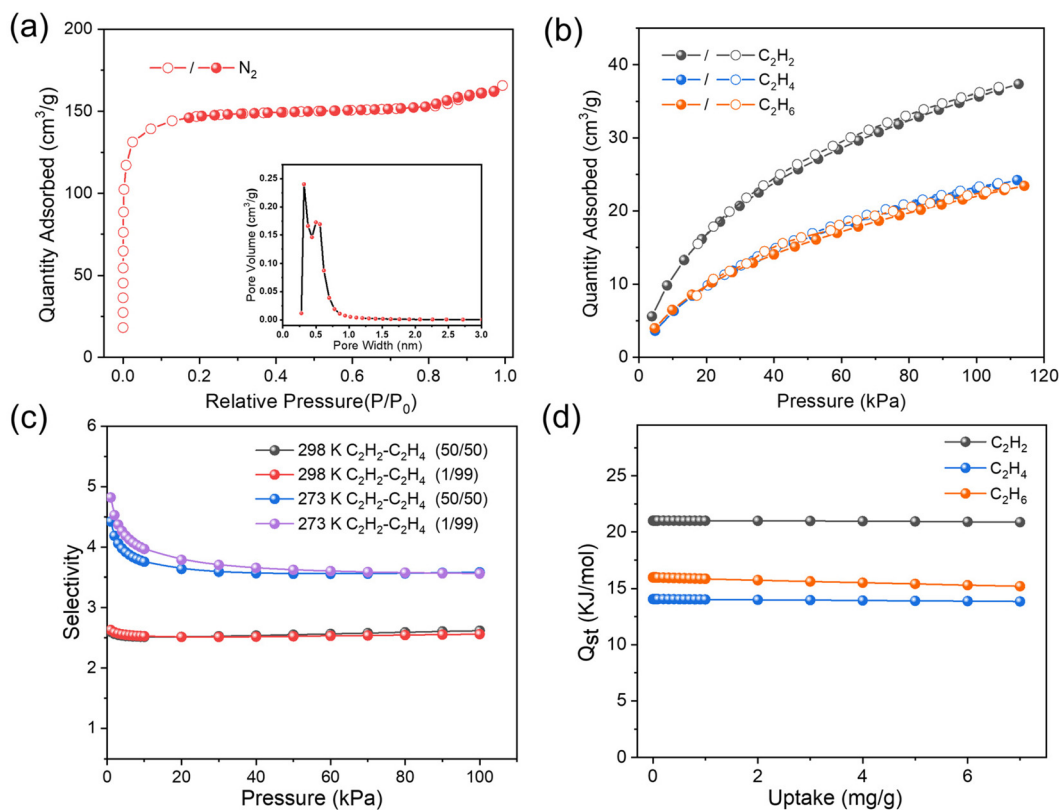 (a)
200
150
100
50
0
Quantity Adsorbed (cm³/g)
/ N₂
0.0 0.2 0.4 0.6 0.8 1.0
Relative Pressure(P/P₀)
0.25
0.20
0.15
0.10
0.05
0.00
Pore Volume (cm³/g)
0.0 0.5 1.0 1.5 2.0 2.5 3.0
Pore Width (nm)
(b)
40
30
20
10
0
Quantity Adsorbed (cm³/g)
/ C₂H₂
/ C₂H₄
/ C₂H₆
0 20 40 60 80 100 120
Pressure (kPa)
(c)
6
5
4
3
2
1
Selectivity
298 K C₂H₂-C₂H₄ (50/50)
298 K C₂H₂-C₂H₄ (1/99)
273 K C₂H₂-C₂H₄ (50/50)
273 K C₂H₂-C₂H₄ (1/99)
0 20 40 60 80 100
Pressure (kPa)
(d)
25
20
15
10
5
0
Qst (KJ/mol)
C₂H₂
C₂H₄
C₂H₆
0 2 4 6
Uptake (mg/g)